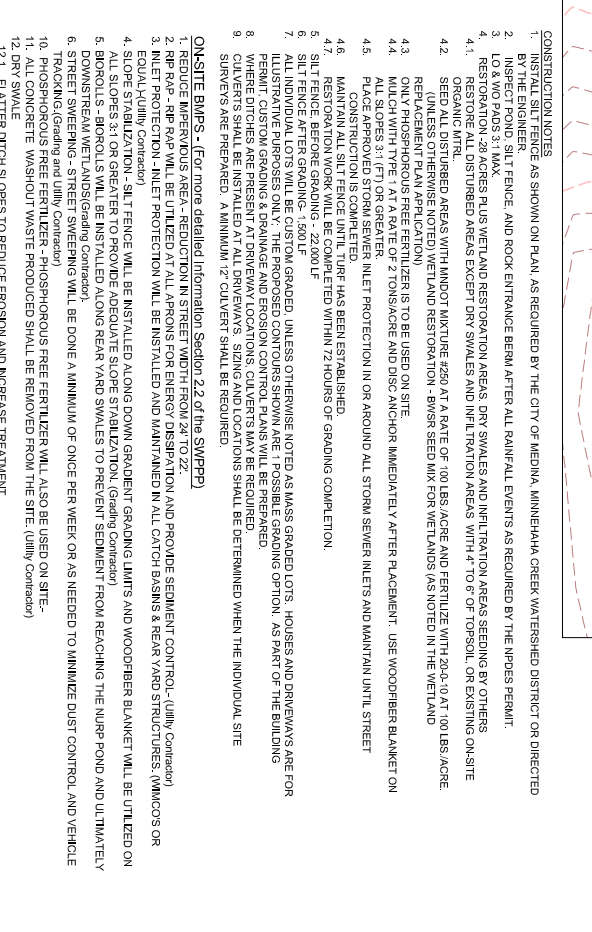 CONSTRUCTION NOTES
1. INSTALL SILT FENCE AS SHOWN ON PLAN, AS REQUIRED BY THE CITY OF MEDINA, MINNEHAHA CREEK WATERSHED DISTRICT OR DIRECTED
BY THE ENGINEER.
2. INSPECT POND, SILT FENCE, AND ROCK ENTRANCE BERM AFTER ALL RAINFALL EVENTS AS REQUIRED BY THE NPDES PERMIT.
3. LO & WO PADS 3:1 MAX.
4. RESTORATION -28 ACRES PLUS WETLAND RESTORATION AREAS, DRY SWALES AND INFILTRATION AREAS SEEDING BY OTHERS
4.1. RESTORE ALL DISTURBED AREAS EXCEPT DRY SWALES AND INFILTRATION AREAS WITH 4" TO 6" OF TOPSOIL, OR EXISTING ON-SITE
ORGANIC MTRL.
4.2. SEED ALL DISTURBED AREAS WITH MNDOT MIXTURE #250 AT A RATE OF 100 LBS./ACRE AND FERTILIZE WITH 20-0-10 AT 100 LBS./ACRE.
(UNLESS OTHERWISE NOTED) WETLAND RESTORATION - BWSR SEED MIX FOR WETLANDS (AS NOTED IN THE WETLAND
REPLACEMENT PLAN APPLICATION)
4.3. ONLY PHOSPHOROUS FREE FERTILIZER IS TO BE USED ON SITE.
4.4. MULCH WITH TYPE 1 AT A RATE OF 2 TONS/ACRE AND DISC ANCHOR IMMEDIATELY AFTER PLACEMENT. USE WOODFIBER BLANKET ON
ALL SLOPES 3:1 (FT) OR GREATER.
4.5. PLACE APPROVED STORM SEWER INLET PROTECTION IN OR AROUND ALL STORM SEWER INLETS AND MAINTAIN UNTIL STREET
CONSTRUCTION IS COMPLETED.
4.6. MAINTAIN ALL SILT FENCE UNTIL TURF HAS BEEN ESTABLISHED.
4.7. RESTORATION WORK WILL BE COMPLETED WITHIN 72 HOURS OF GRADING COMPLETION.
5. SILT FENCE BEFORE GRADING - 22,000 LF
6. SILT FENCE AFTER GRADING- 1,500 LF
7. ALL INDIVIDUAL LOTS WILL BE CUSTOM GRADED, UNLESS OTHERWISE NOTED AS MASS GRADED LOTS. HOUSES AND DRIVEWAYS ARE FOR
ILLUSTRATIVE PURPOSES ONLY; THE PROPOSED CONTOURS SHOWN ARE 1 POSSIBLE GRADING OPTION. AS PART OF THE BUILDING
PERMIT, CUSTOM GRADING & DRAINAGE AND EROSION CONTROL PLANS WILL BE PREPARED.
8. WHERE DITCHES ARE PRESENT AT DRIVEWAY LOCATIONS, CULVERTS MAY BE REQUIRED.
9. CULVERTS SHALL BE INSTALLED AT ALL DRIVEWAYS. SIZING AND LOCATIONS SHALL BE DETERMINED WHEN THE INDIVIDUAL SITE
SURVEYS ARE PREPARED. A MINIMUM 12" CULVERT SHALL BE REQUIRED.
ON-SITE BMPS - (For more detailed information Section 2.2 of the SWPPP)
1. REDUCE IMPERVIOUS AREA - REDUCTION IN STREET WIDTH FROM 24' TO 22'.
2. RIP RAP - RIP RAP WILL BE UTILIZED AT ALL APRONS FOR ENERGY DISSIPATION AND PROVIDE SEDIMENT CONTROL- (Utility Contractor)
3. INLET PROTECTION - INLET PROTECTION WILL BE INSTALLED AND MAINTAINED IN ALL CATCH BASINS & REAR YARD STRUCTURES. (WIMCO'S OR
EQUAL)-(Utility Contractor)
4. SLOPE STABILIZATION - SILT FENCE WILL BE INSTALLED ALONG DOWN GRADIENT GRADING LIMITS AND WOODFIBER BLANKET WILL BE UTILIZED ON
ALL SLOPES 3:1 OR GREATER TO PROVIDE ADEQUATE SLOPE STABILIZATION. (Grading Contractor)
5. BIOROLLS - BIOROLLS WILL BE INSTALLED ALONG REAR YARD SWALES TO PREVENT SEDIMENT FROM REACHING THE NURP POND AND ULTIMATELY
DOWNSTREAM WETLANDS(Grading Contractor).
6. STREET SWEEPING - STREET SWEEPING WILL BE DONE A MINIMUM OF ONCE PER WEEK OR AS NEEDED TO MINIMIZE DUST CONTROL AND VEHICLE
TRACKING.(Grading and Utility Contractor)
10. PHOSPHOROUS FREE FERTILIZER - PHOSPHOROUS FREE FERTILIZER WILL ALSO BE USED ON SITE.-
11. ALL CONCRETE WASHOUT WASTE PRODUCED SHALL BE REMOVED FROM THE SITE. (Utility Contractor)
12. DRY SWALE
12.1. FLATTER DITCH SLOPES TO REDUCE EROSION AND INCREASE TREATMENT